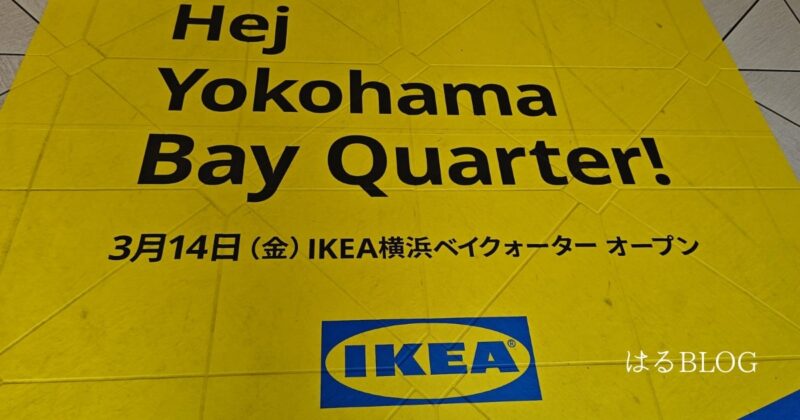 Hej
Yokohama
Bay Quarter!
3月14日（金）IKEA横浜ベイクォーター オープン
IKEA®
はるBLOG